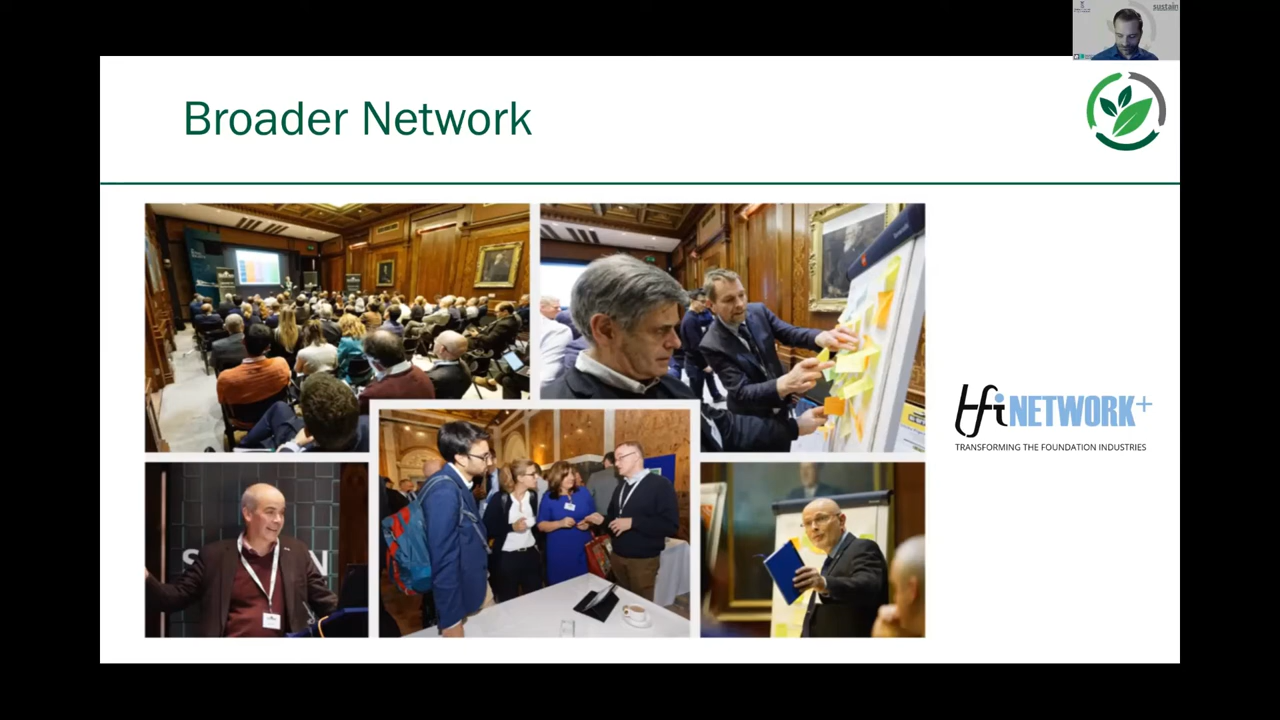 sustain
Broader Network
tfi NETWORK+
TRANSFORMING THE FOUNDATION INDUSTRIES